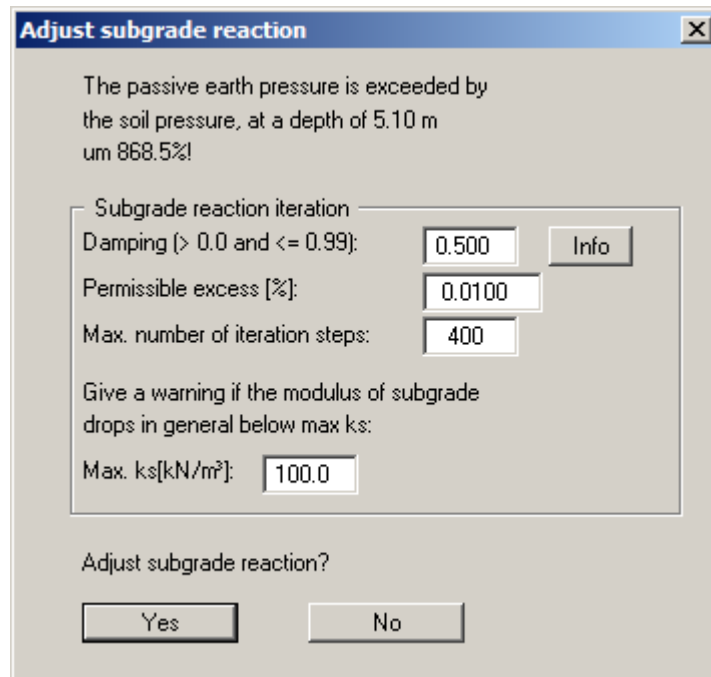 Adjust subgrade reaction
The passive earth pressure is exceeded by
the soil pressure, at a depth of 5.10 m
um 868.5%!
Subgrade reaction iteration
Damping (> 0.0 and <= 0.99): 0.500 Info
Permissible excess [%]: 0.0100
Max. number of iteration steps: 400
Give a warning if the modulus of subgrade
drops in general below max ks:
Max. ks[kN/m³]: 100.0
Adjust subgrade reaction?
Yes No